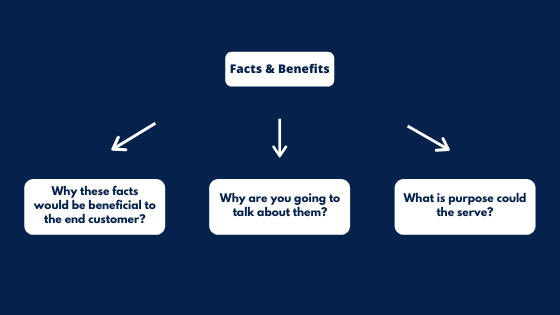 Facts & Benefits
Why these facts
would be beneficial to
the end customer?
Why are you going to
talk about them?
What is purpose could
the serve?